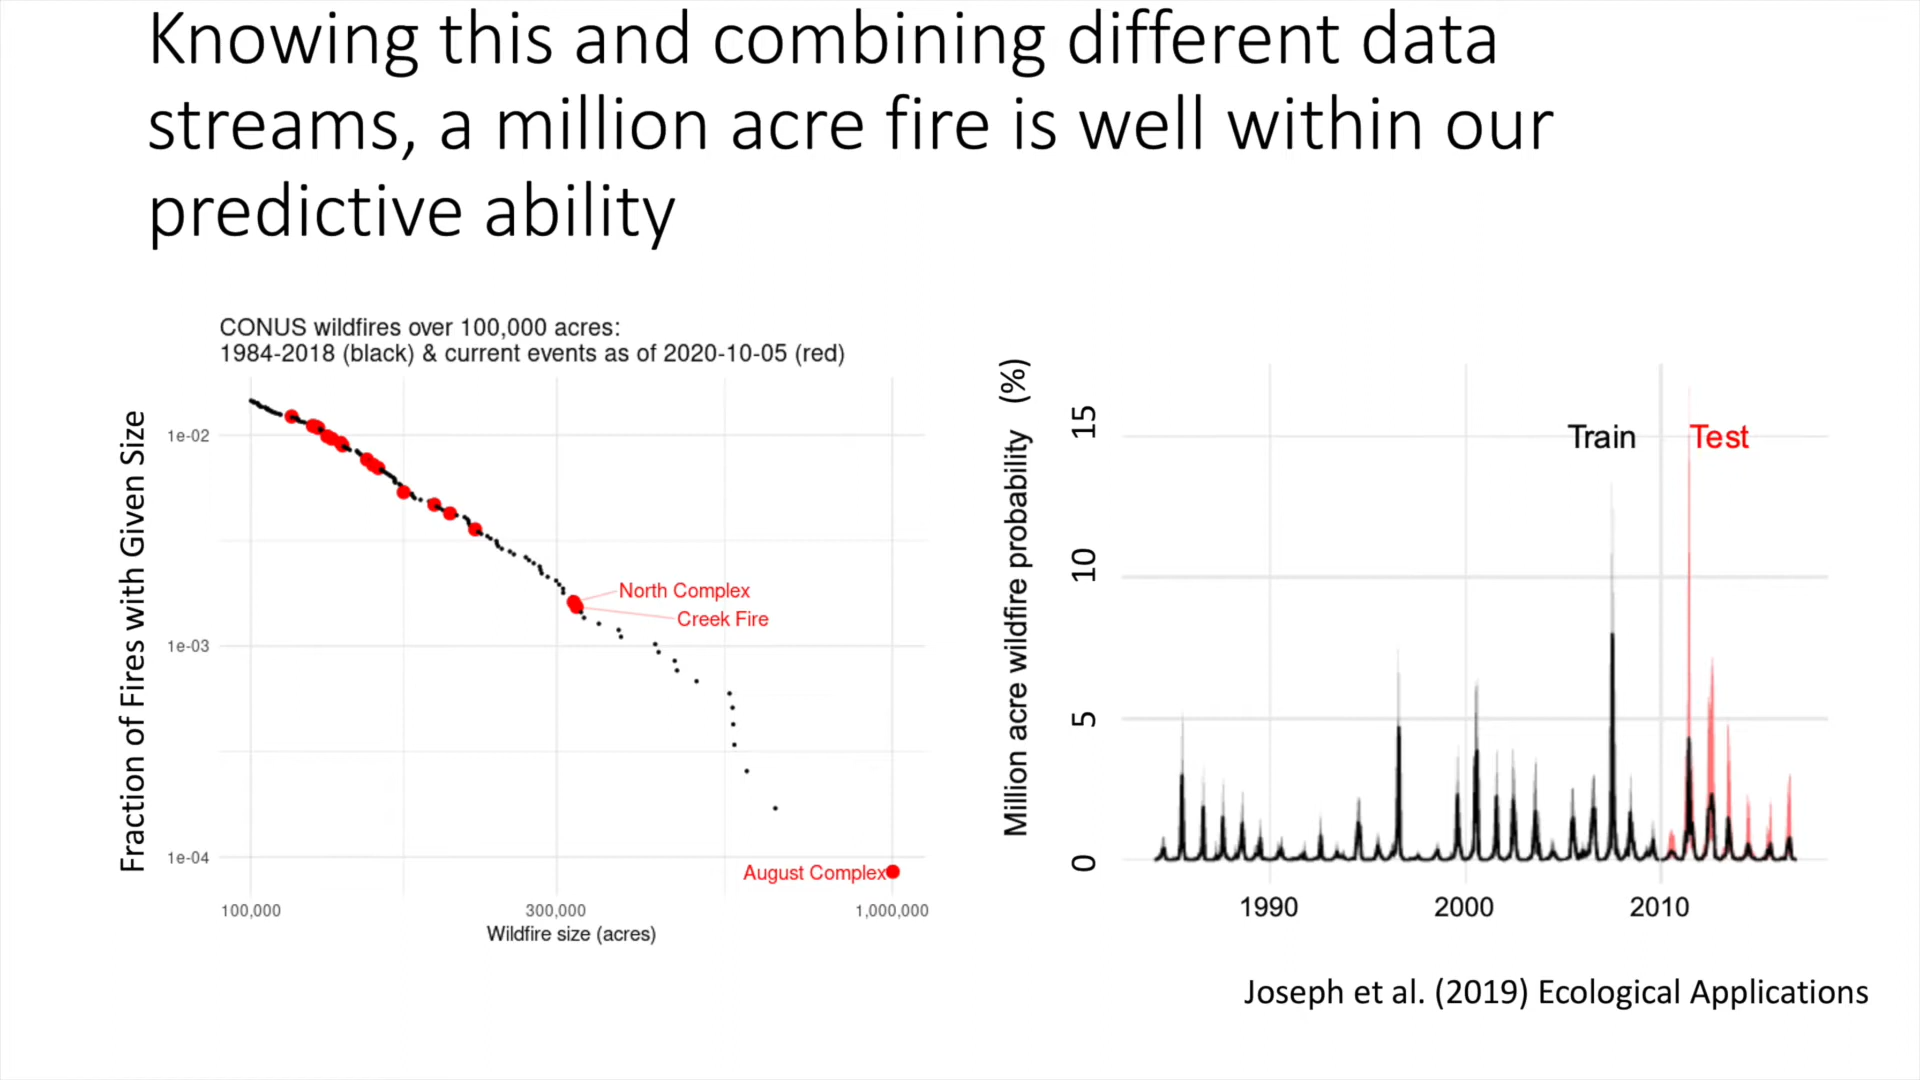 Knowing this and combining different data
streams, a million acre fire is well within our
predictive ability
CONUS wildfires over 100,000 acres:
1984-2018 (black) & current events as of 2020-10-05 (red)
Fraction of Fires with Given Size
1e-02
1e-03
1e-04
North Complex
Creek Fire
August Complex
100,000
300,000
1,000,000
Wildfire size (acres)
Million acre wildfire probability (%)
15
10
5
0
Train
Test
1990
2000
2010
Joseph et al. (2019) Ecological Applications